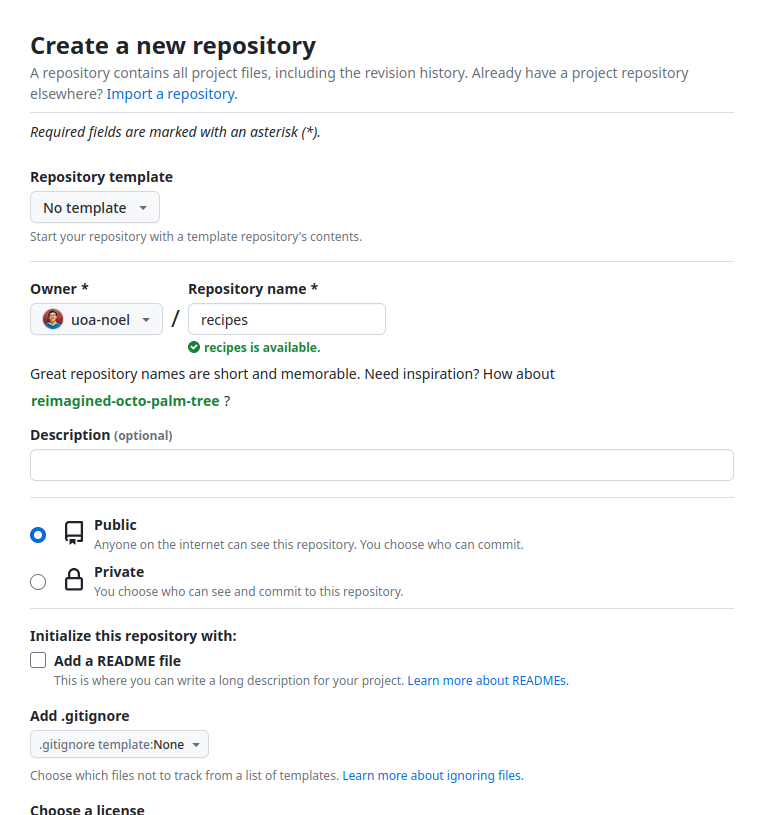 Create a new repository
A repository contains all project files, including the revision history. Already have a project repository
elsewhere? Import a repository.
Required fields are marked with an asterisk (*).
Repository template
No template
Start your repository with a template repository's contents.
Owner * Repository name *
uoa-noel / recipes
recipes is available.
Great repository names are short and memorable. Need inspiration? How about
reimagined-octo-palm-tree ?
Description (optional)
Public
Anyone on the internet can see this repository. You choose who can commit.
Private
You choose who can see and commit to this repository.
Initialize this repository with:
Add a README file
This is where you can write a long description for your project. Learn more about READMEs.
Add .gitignore
.gitignore template:None
Choose which files not to track from a list of templates. Learn more about ignoring files.
Choose a license